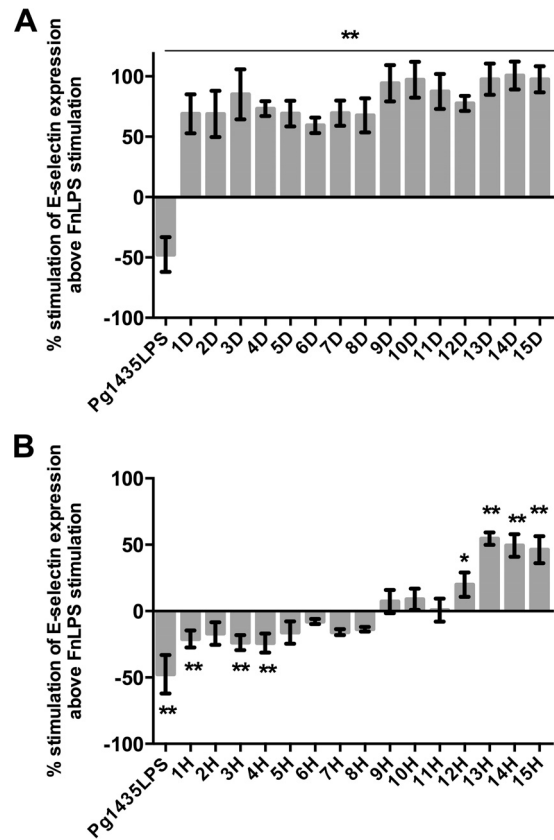 A
**
% stimulation of E-selectin expression
above FnLPS stimulation
100
50
0
-50
-100
Pg1435LPS 1D 2D 3D 4D 5D 6D 7D 8D 9D 10D 11D 12D 13D 14D 15D
B
% stimulation of E-selectin expression
above FnLPS stimulation
100
50
0
-50
-100
** ** ** ** * ** ** **
Pg1435LPS 1H 2H 3H 4H 5H 6H 7H 8H 9H 10H 11H 12H 13H 14H 15H